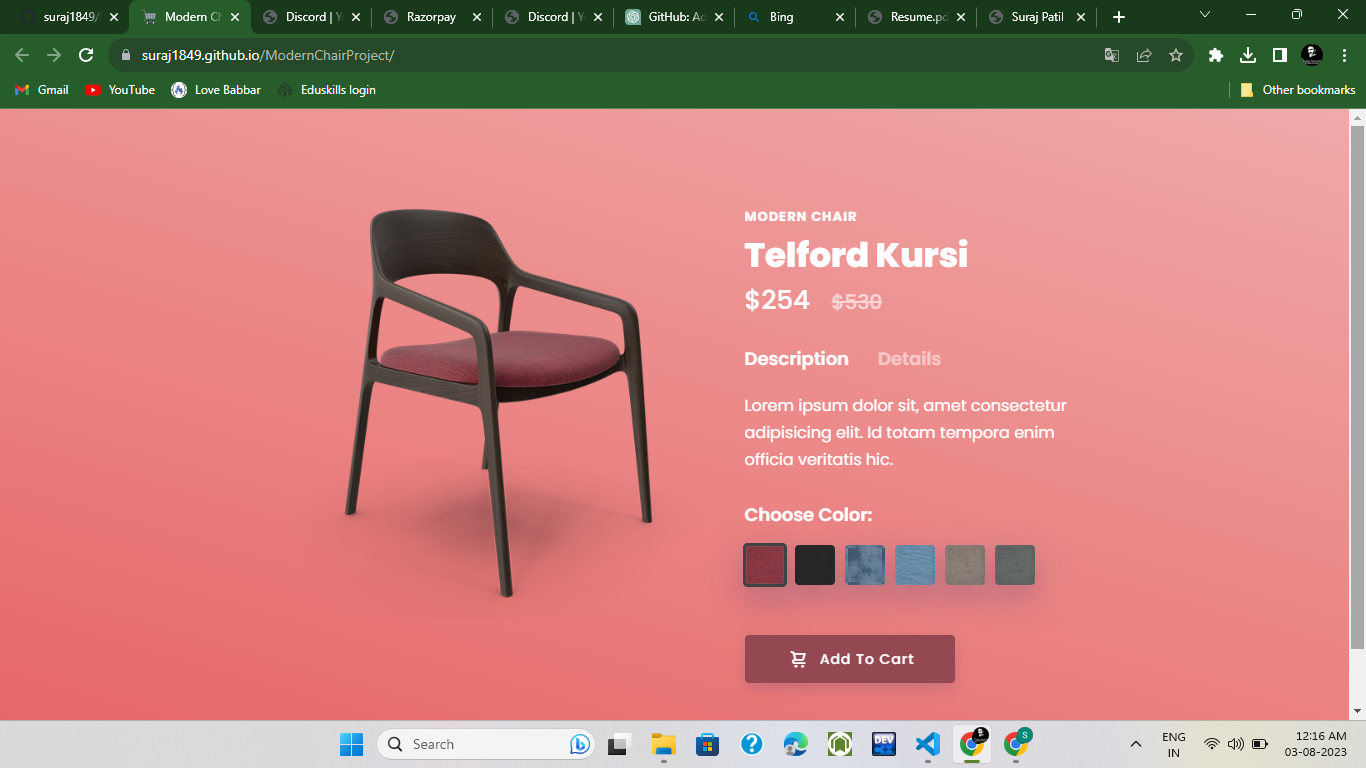 suraj1849/
Modern Ch
Discord | Y
Razorpay
Discord | Y
GitHub: Ad
Bing
Resume.pd
Suraj Patil
suraj1849.github.io/ModernChairProject/
Gmail
YouTube
Love Babbar
Eduskills login
Other bookmarks
MODERN CHAIR
Telford Kursi
$254 $530
Description Details
Lorem ipsum dolor sit, amet consectetur
adipisicing elit. Id totam tempora enim
officia veritatis hic.
Choose Color:
Add To Cart
Search
DEV
S
ENG
IN
12:16 AM
03-08-2023